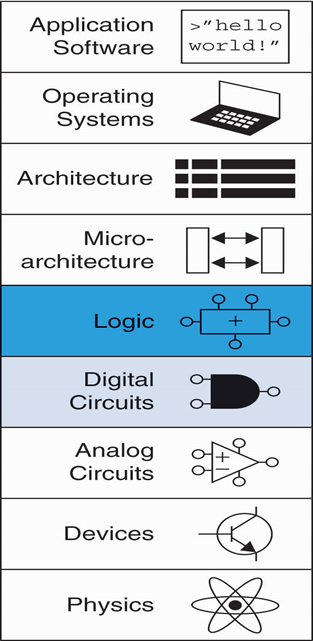 Application
Software
>"hello
world!"
Operating
Systems
Architecture
Micro-
architecture
Logic
+
Digital
Circuits
Analog
Circuits
+
−
Devices
Physics